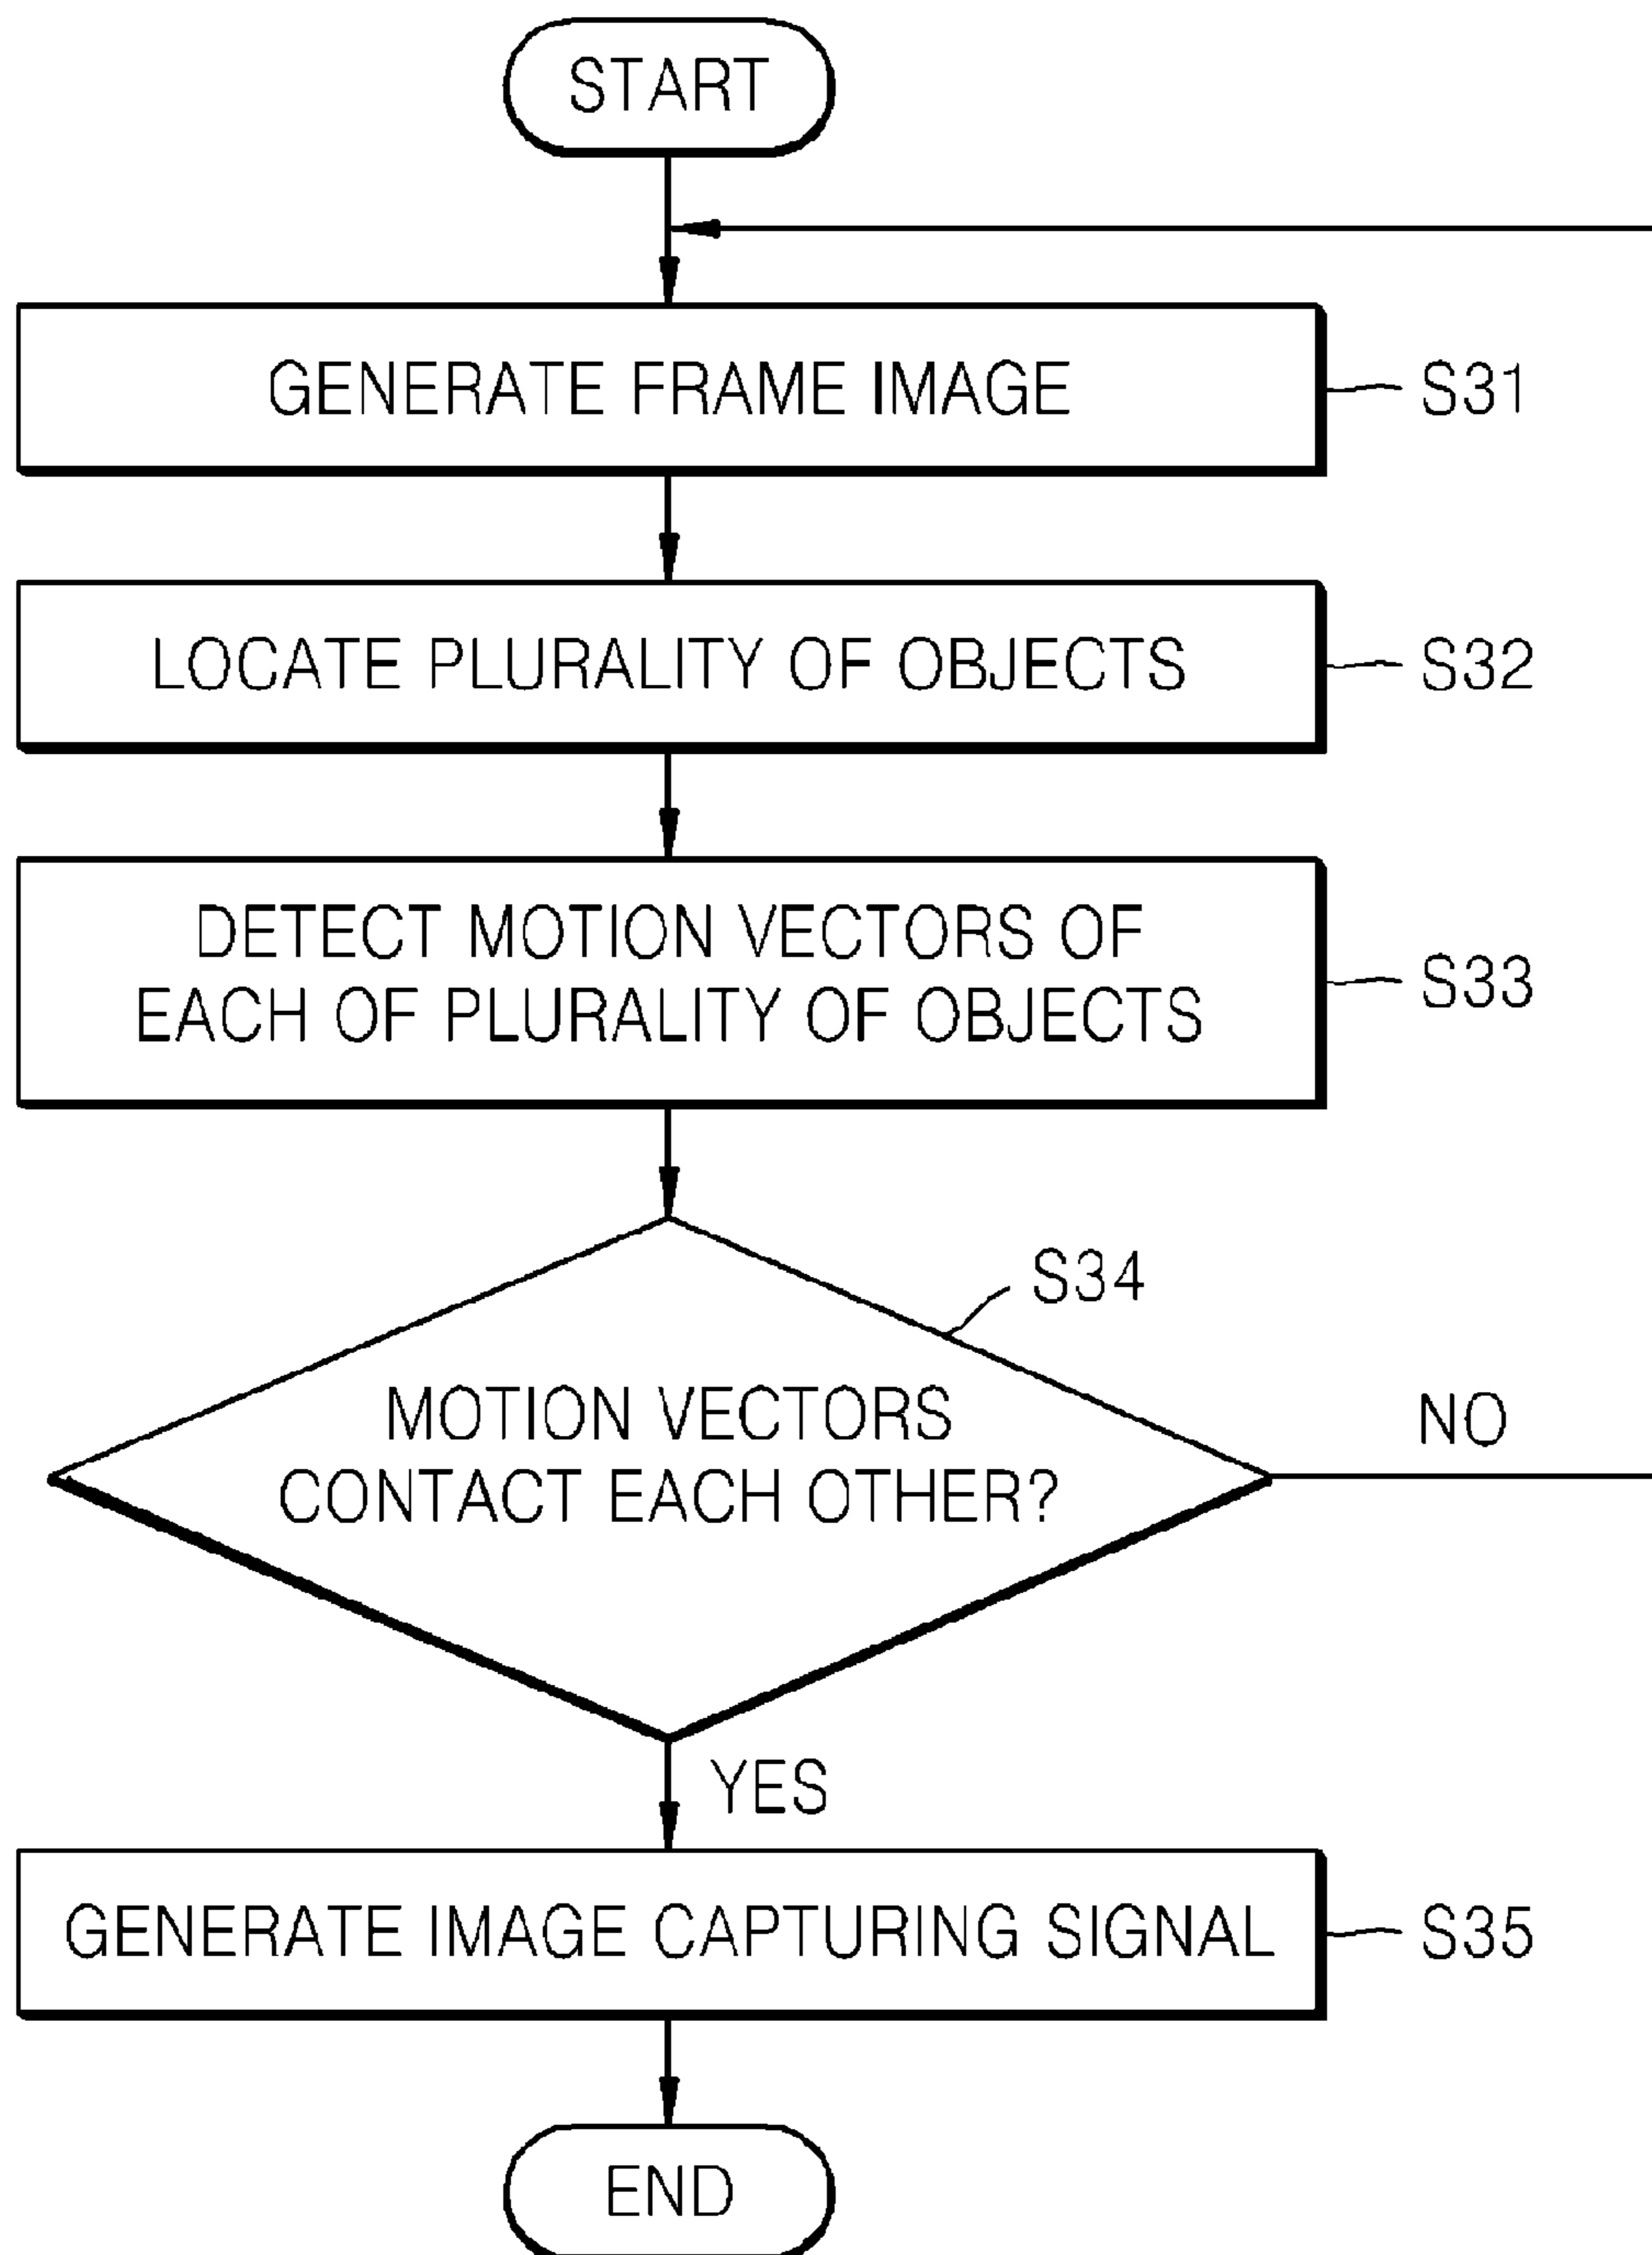 START
GENERATE FRAME IMAGE
S31
LOCATE PLURALITY OF OBJECTS
S32
DETECT MOTION VECTORS OF
EACH OF PLURALITY OF OBJECTS
S33
S34
MOTION VECTORS
CONTACT EACH OTHER?
NO
YES
GENERATE IMAGE CAPTURING SIGNAL
S35
END